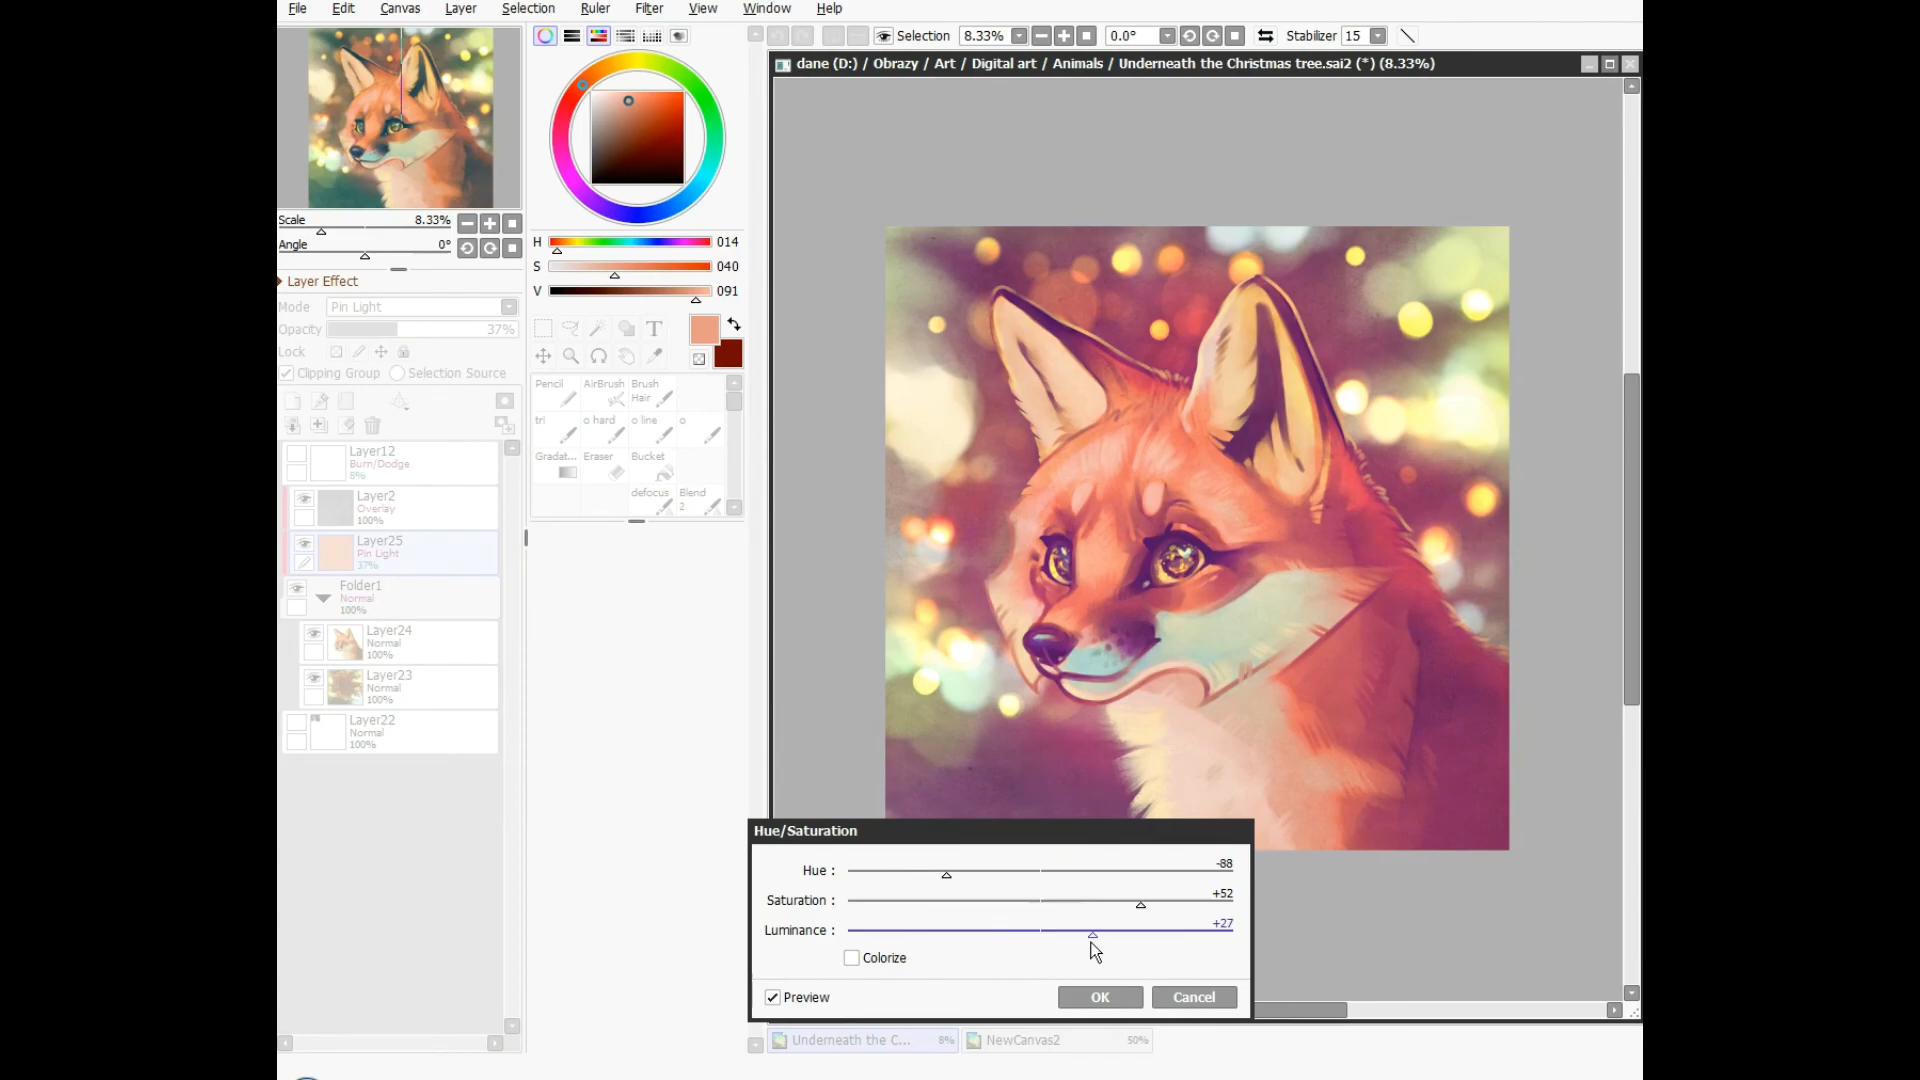 File Edit Canvas Layer Selection Ruler Filter View Window Help
Selection 8.33% 0.0° Stabilizer 15
dane (D:) / Obrazy / Art / Digital art / Animals / Underneath the Christmas tree.sai2 (*) (8.33%)
Scale 8.33%
Angle 0°
Layer Effect
Mode Pin Light
Opacity 37%
Lock
Clipping Group Selection Source
Layer12
Burn/Dodge
8%
Layer2
Overlay
100%
Layer25
Pin Light
37%
Folder1
Normal
100%
Layer24
Normal
100%
Layer23
Normal
100%
Layer22
Normal
100%
H 014
S 040
V 091
T
Pencil AirBrush Brush
Hair
tri o hard o line o
Gradat... Eraser Bucket
defocus Blend
2
Hue/Saturation
Hue : -88
Saturation : +52
Luminance : +27
Colorize
Preview OK Cancel
Underneath the C... 8% NewCanvas2 50%